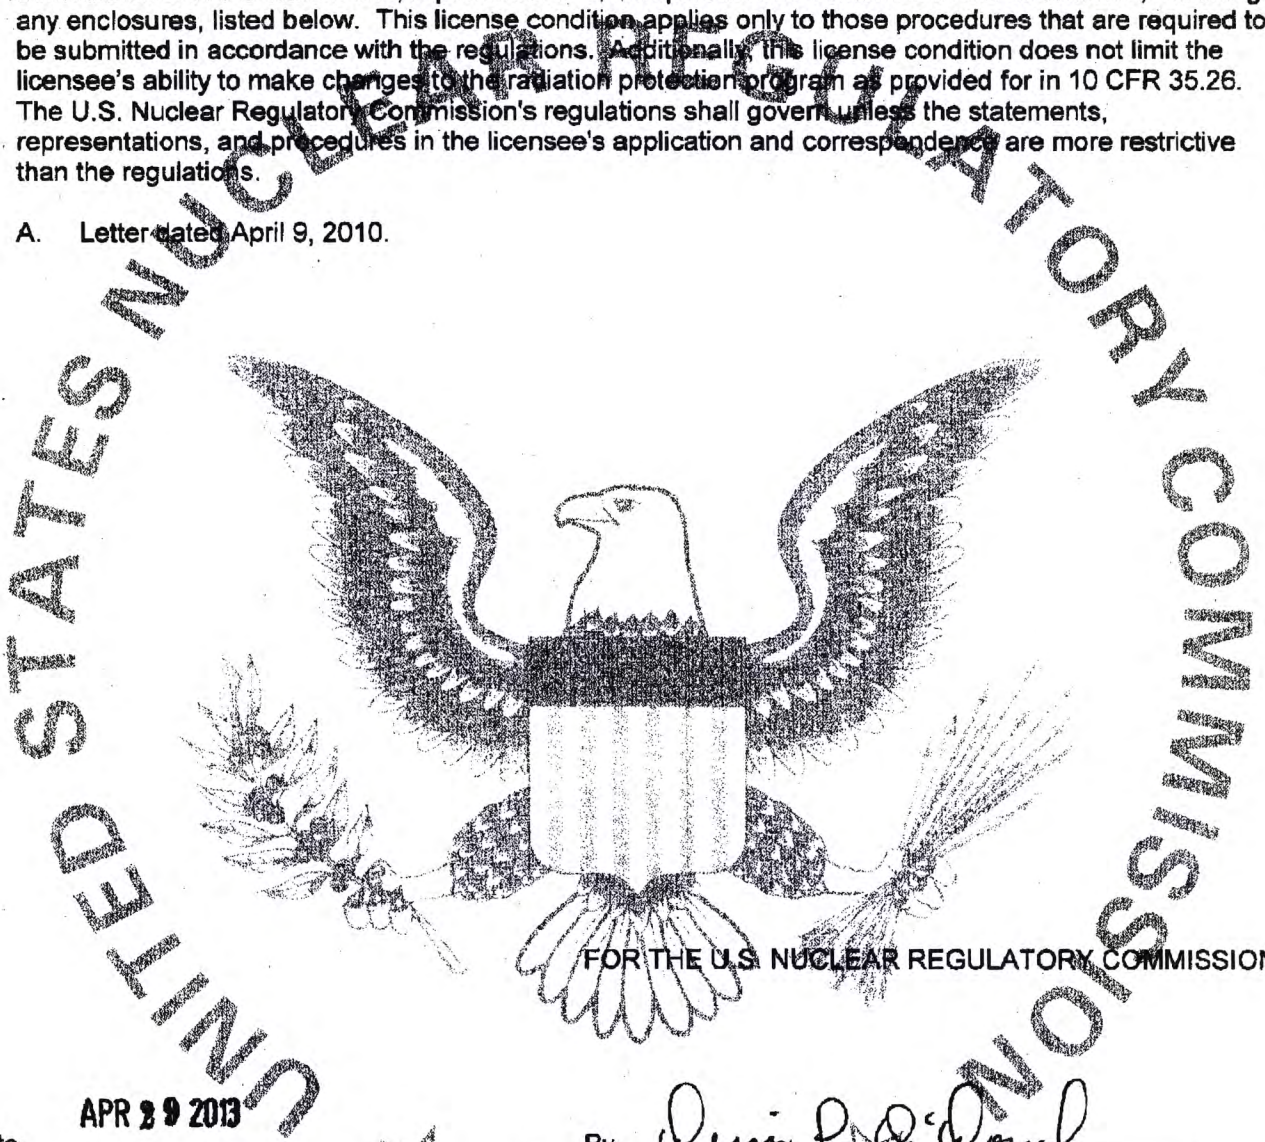 any enclosures, listed below. This license condition applies only to those procedures that are required to
be submitted in accordance with the regulations. Additionally, this license condition does not limit the
licensee's ability to make changes to the radiation protection program as provided for in 10 CFR 35.26.
The U.S. Nuclear Regulatory Commission's regulations shall govern unless the statements,
representations, and procedures in the licensee's application and correspondence are more restrictive
than the regulations.
A. Letter dated April 9, 2010.
UNITED STATES NUCLEAR REGULATORY COMMISSION
FOR THE U.S. NUCLEAR REGULATORY COMMISSION
APR 29 2013
By